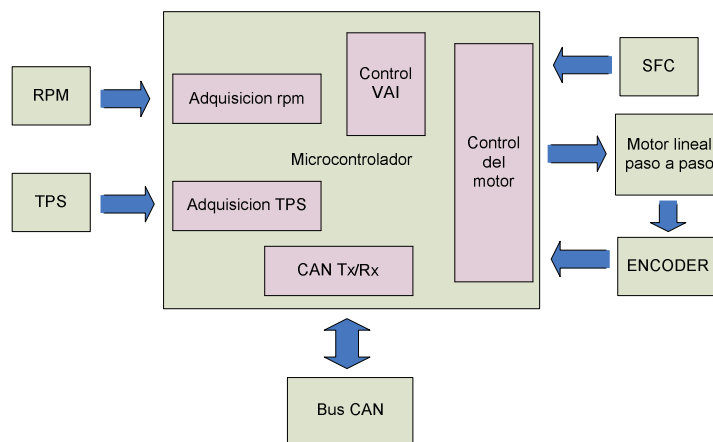 RPM
TPS
Adquisicion rpm
Control
VAI
Microcontrolador
Adquisicion TPS
CAN Tx/Rx
Control
del
motor
SFC
Motor lineal
paso a paso
ENCODER
Bus CAN